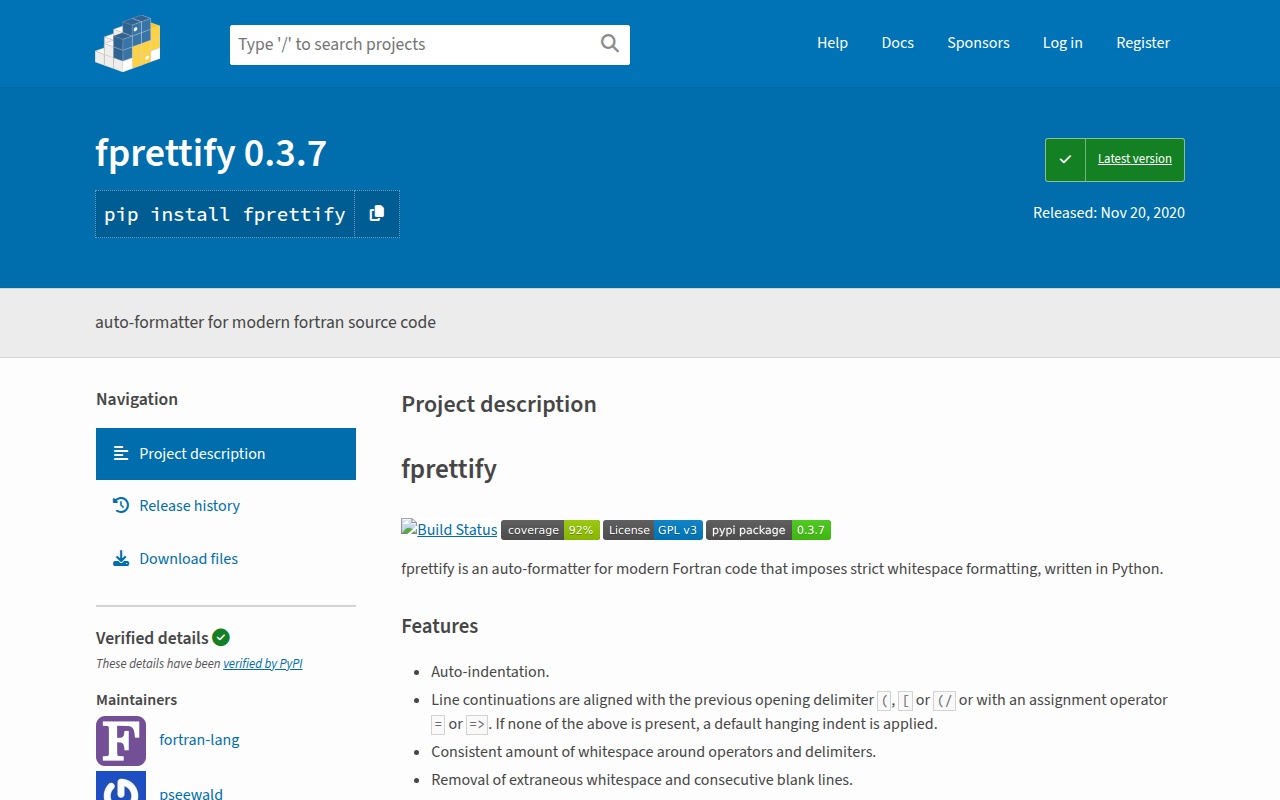 Type '/' to search projects
Help
Docs
Sponsors
Log in
Register
fprettify 0.3.7
pip install fprettify
Latest version
Released: Nov 20, 2020
auto-formatter for modern fortran source code
Navigation
Project description
Release history
Download files
Verified details
These details have been verified by PyPI
Maintainers
fortran-lang
pseewald
Project description
fprettify
Build Status coverage 92% License GPL v3 pypi package 0.3.7
fprettify is an auto-formatter for modern Fortran code that imposes strict whitespace formatting, written in Python.
Features
Auto-indentation.
Line continuations are aligned with the previous opening delimiter (, [ or (/ or with an assignment operator
= or =>. If none of the above is present, a default hanging indent is applied.
Consistent amount of whitespace around operators and delimiters.
Removal of extraneous whitespace and consecutive blank lines.